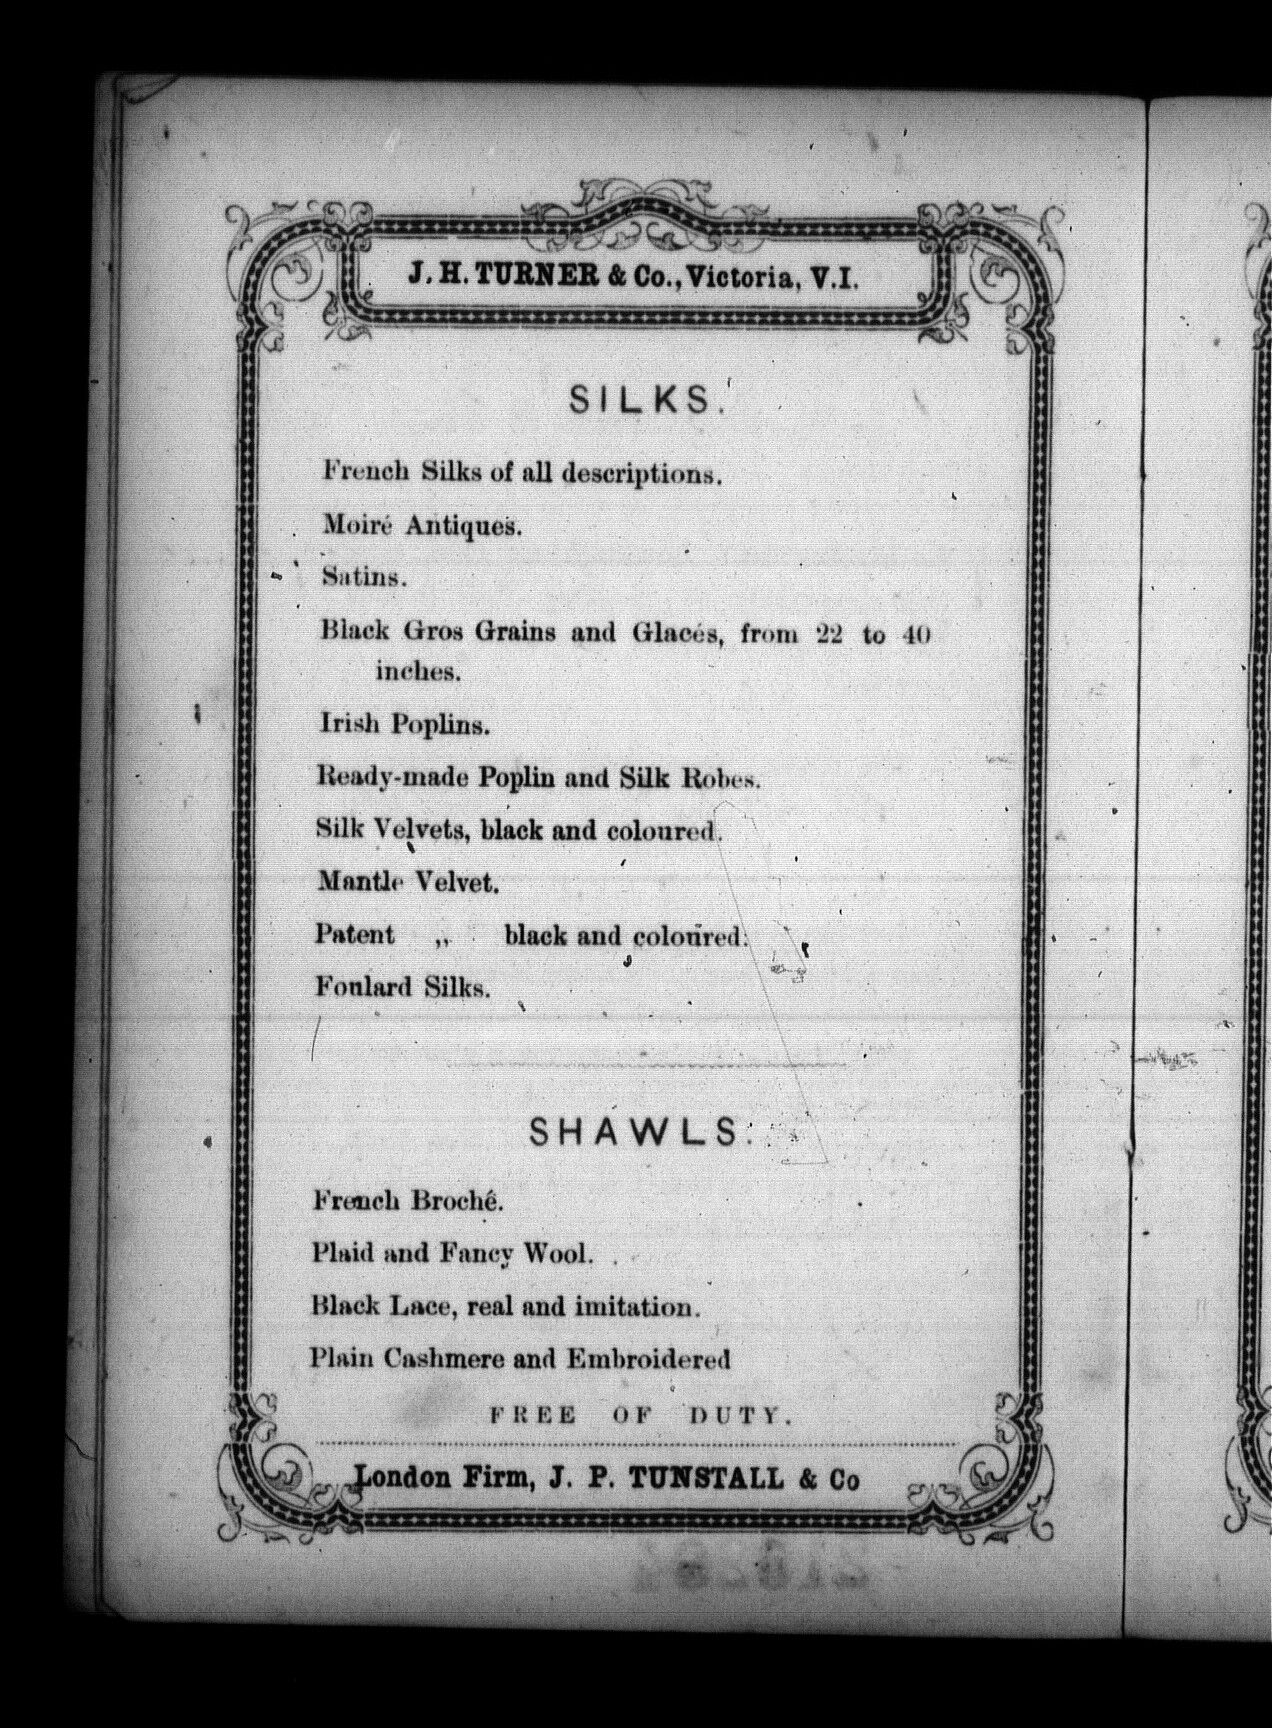 J. H. TURNER & Co., Victoria, V.I.
SILKS.
French Silks of all descriptions.
Moiré Antiques.
Satins.
Black Gros Grains and Glacés, from 22 to 40
inches.
Irish Poplins.
Ready-made Poplin and Silk Robes.
Silk Velvets, black and coloured.
Mantle Velvet.
Patent „ black and coloured.
Foulard Silks.
SHAWLS.
French Broché.
Plaid and Fancy Wool.
Black Lace, real and imitation.
Plain Cashmere and Embroidered
FREE OF DUTY.
London Firm, J. P. TUNSTALL & Co